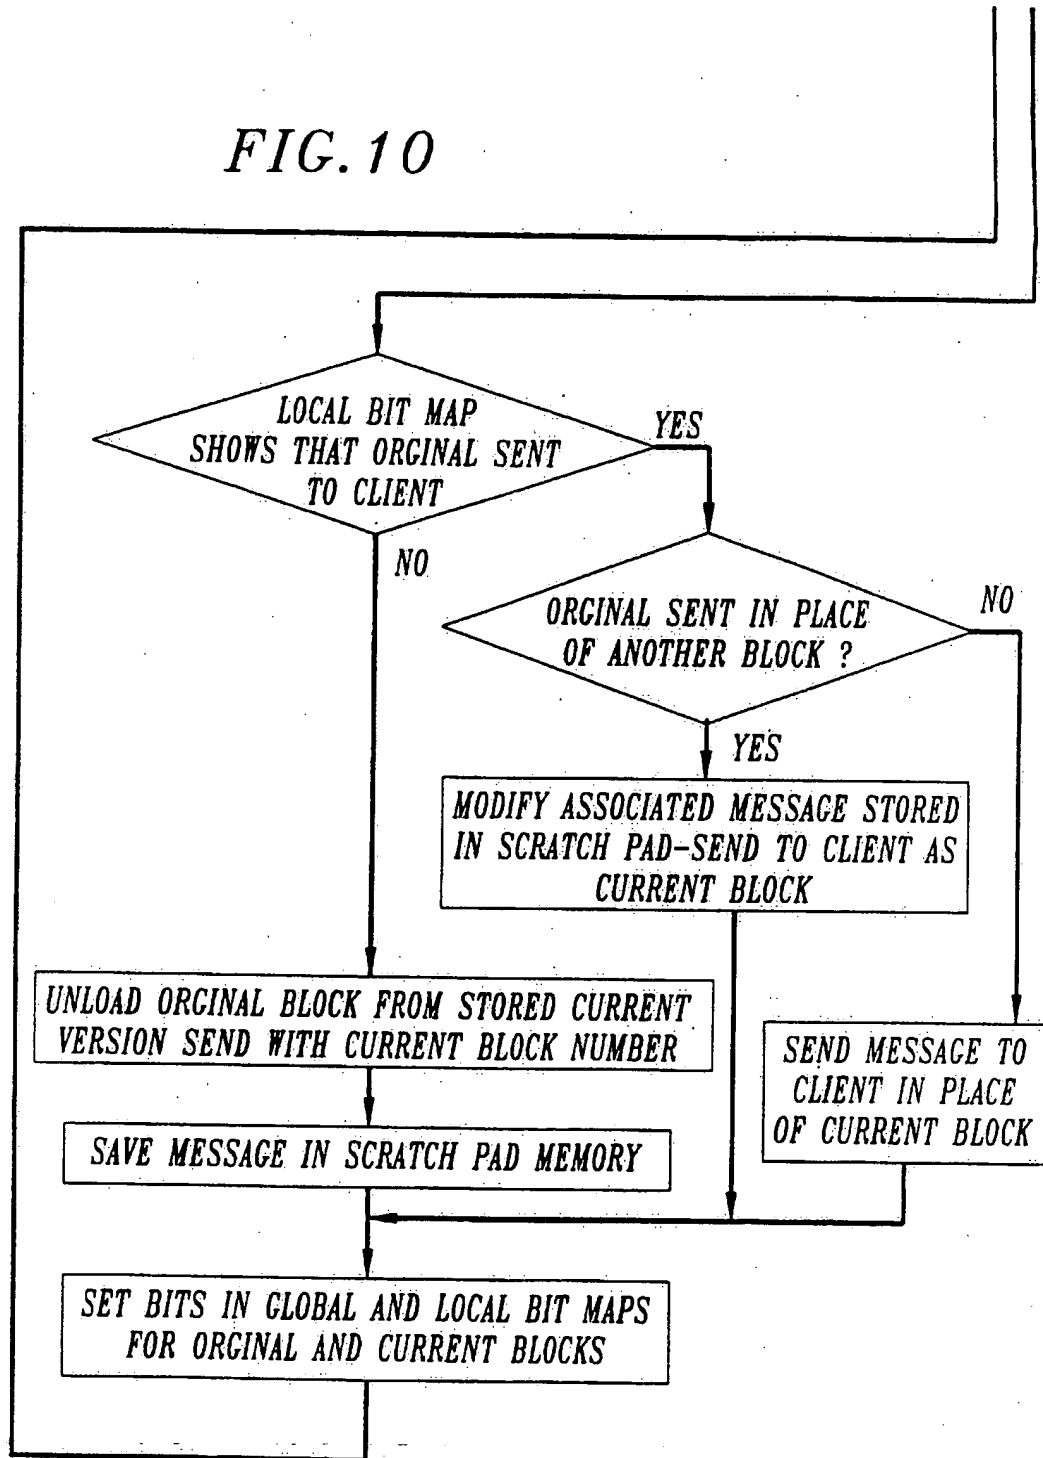 FIG.10
LOCAL BIT MAP
SHOWS THAT ORGINAL SENT
TO CLIENT
YES
NO
ORGINAL SENT IN PLACE
OF ANOTHER BLOCK ?
NO
YES
MODIFY ASSOCIATED MESSAGE STORED
IN SCRATCH PAD-SEND TO CLIENT AS
CURRENT BLOCK
UNLOAD ORGINAL BLOCK FROM STORED CURRENT
VERSION SEND WITH CURRENT BLOCK NUMBER
SEND MESSAGE TO
CLIENT IN PLACE
OF CURRENT BLOCK
SAVE MESSAGE IN SCRATCH PAD MEMORY
SET BITS IN GLOBAL AND LOCAL BIT MAPS
FOR ORGINAL AND CURRENT BLOCKS